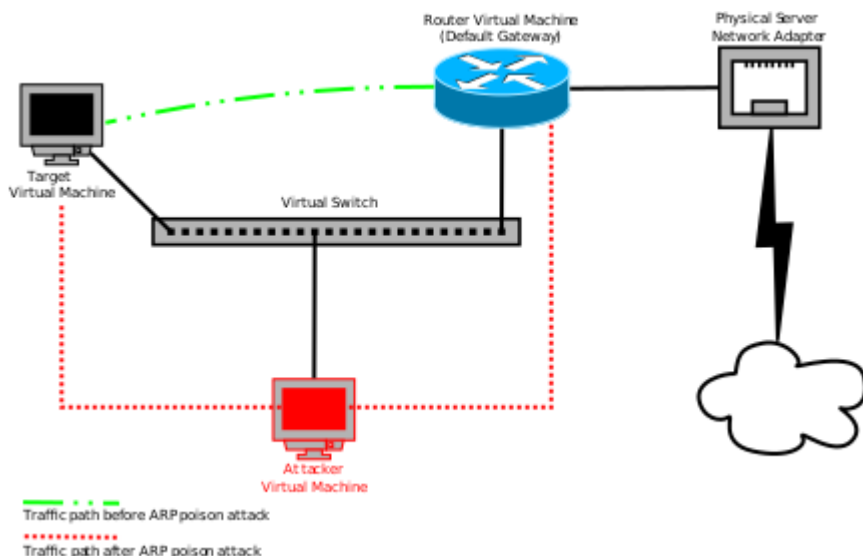 Router Virtual Machine
(Default Gateway)
Physical Server
Network Adapter
Target
Virtual Machine
Virtual Switch
Attacker
Virtual Machine
Traffic path before ARP poison attack
Traffic path after ARP poison attack